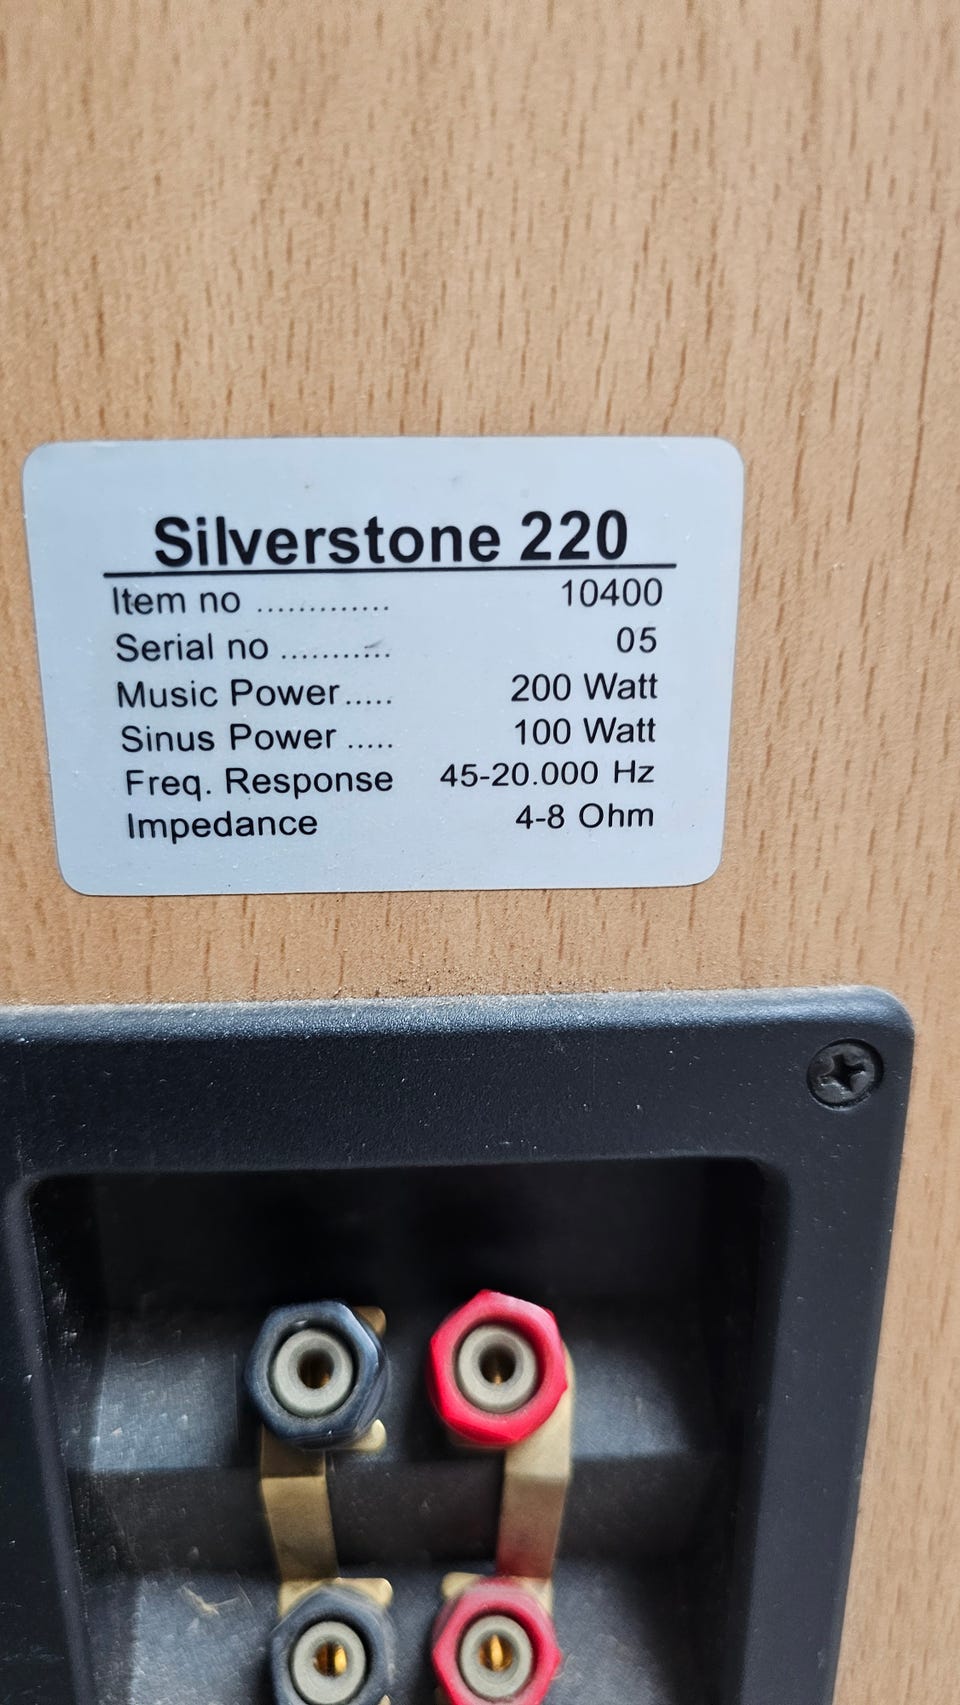 Silverstone 220
Item no ............. 10400
Serial no ........... 05
Music Power..... 200 Watt
Sinus Power ..... 100 Watt
Freq. Response 45-20.000 Hz
Impedance 4-8 Ohm